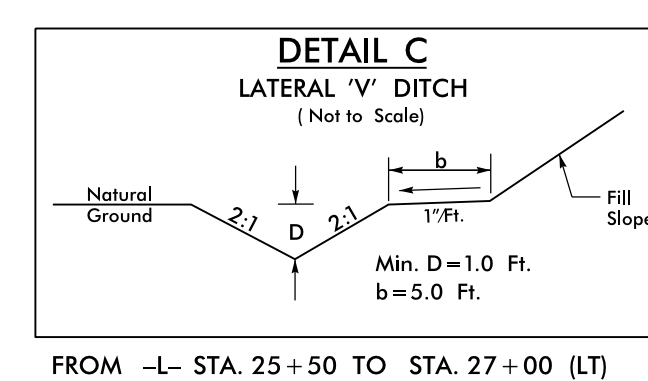 DETAIL C
LATERAL 'V' DITCH
( Not to Scale)
b
Natural
Ground
2:1
D
2:1
1"/Ft.
Fill
Slope
Min. D=1.0 Ft.
b=5.0 Ft.
FROM -L- STA. 25+50 TO STA. 27+00 (LT)